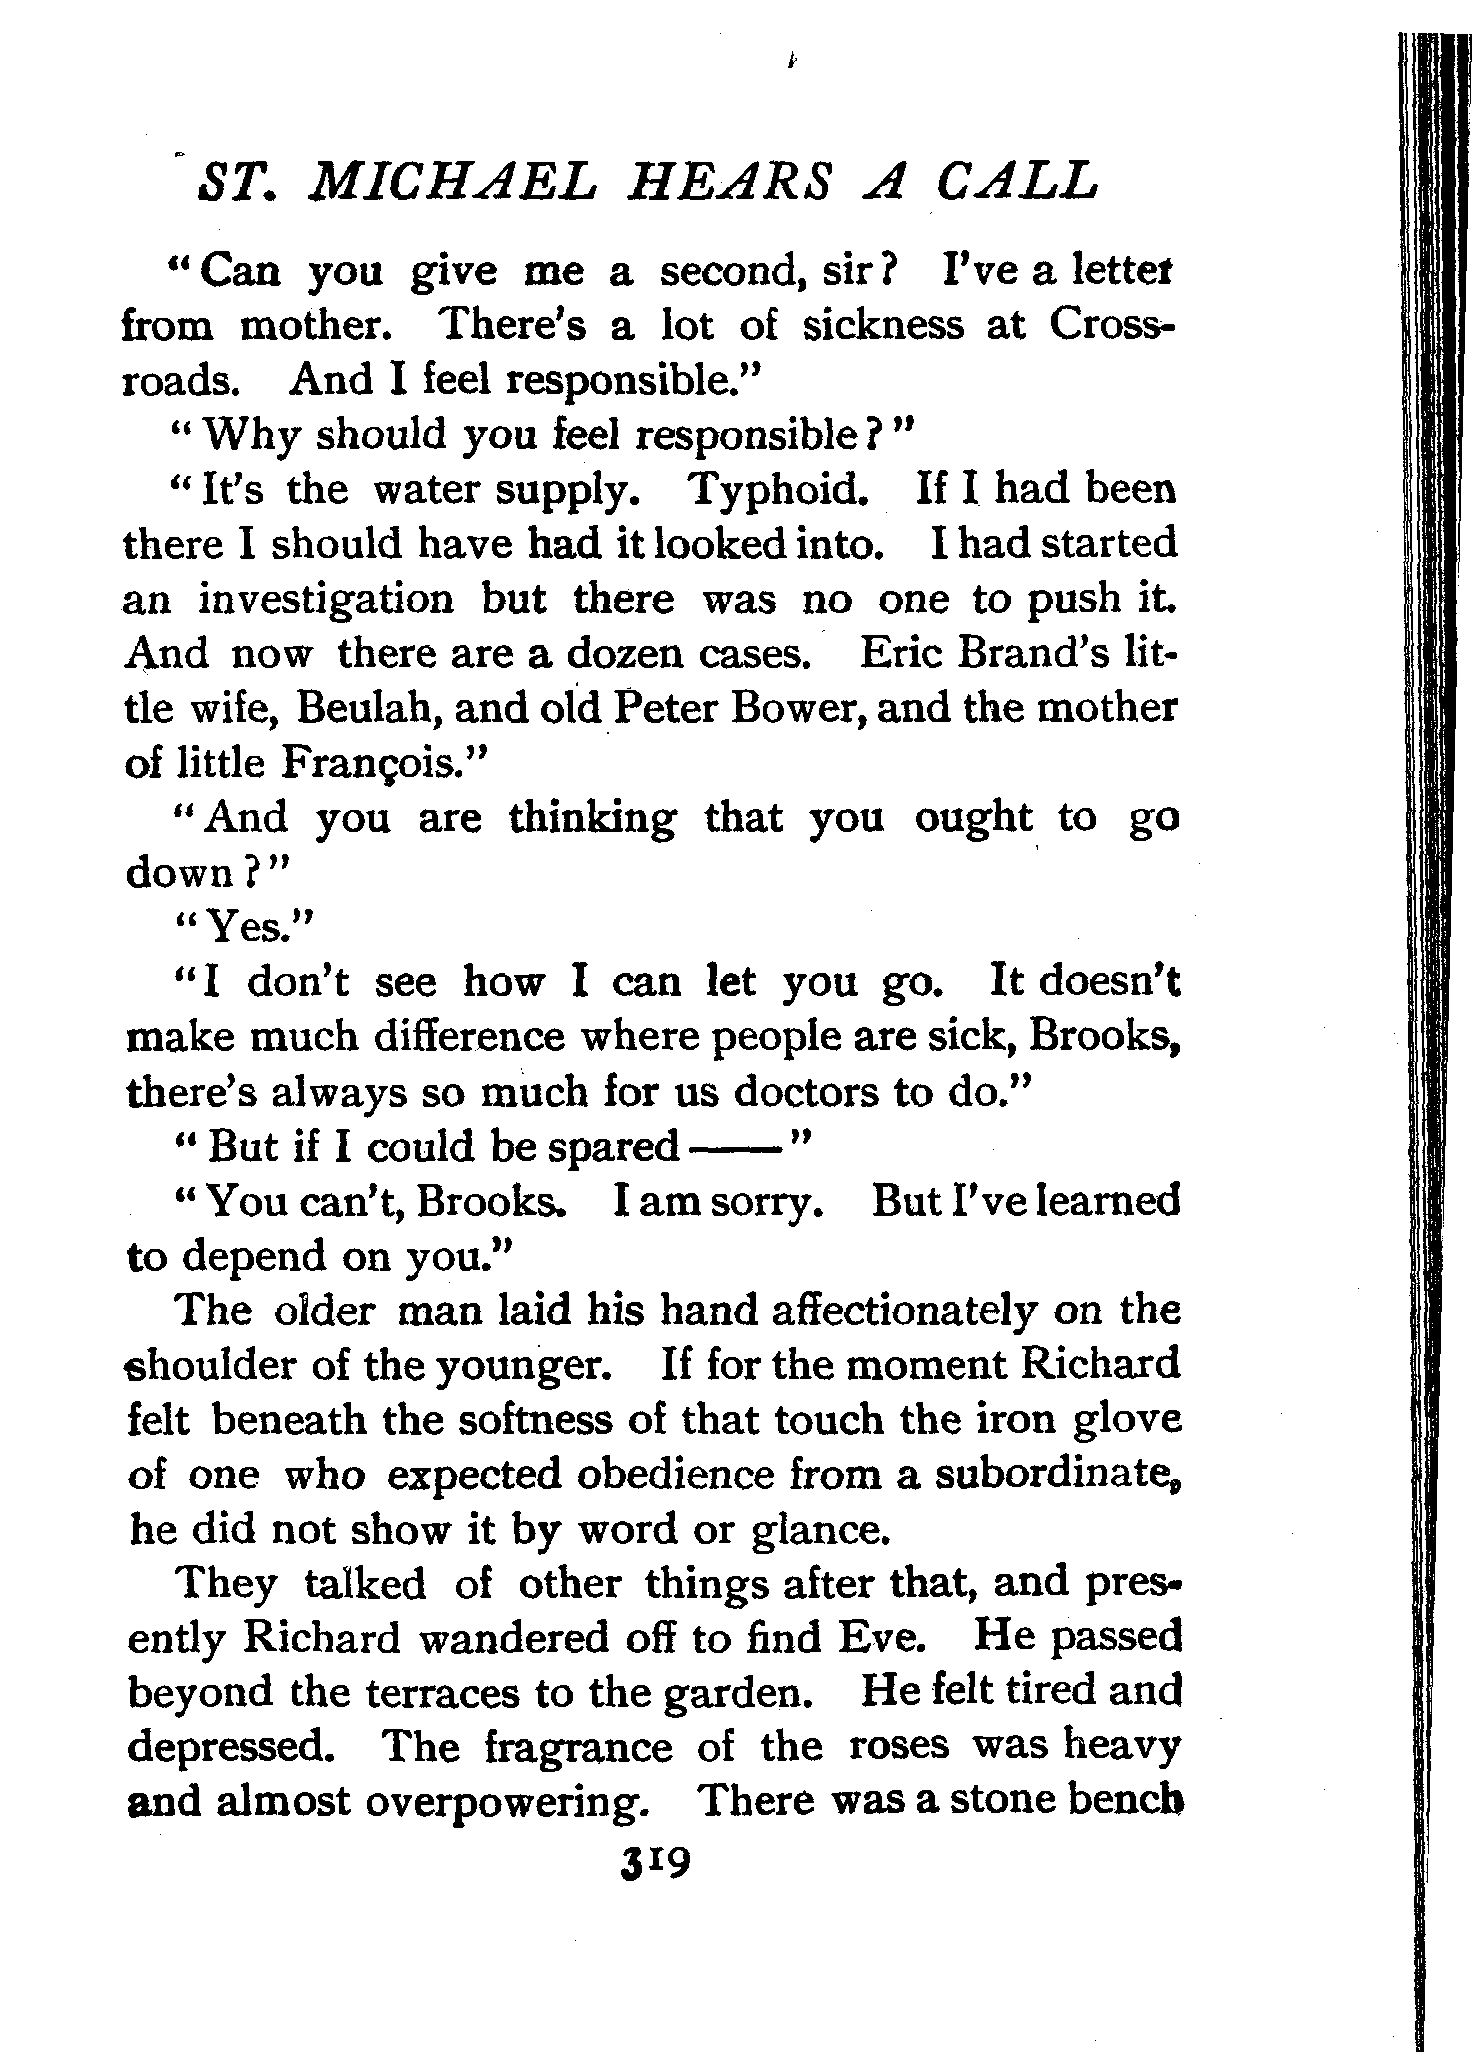 ST. MICHAEL HEARS A CALL
"Can you give me a second, sir? I've a letter
from mother. There's a lot of sickness at Cross-
roads. And I feel responsible."
"Why should you feel responsible?"
"It's the water supply. Typhoid. If I had been
there I should have had it looked into. I had started
an investigation but there was no one to push it.
And now there are a dozen cases. Eric Brand's lit-
tle wife, Beulah, and old Peter Bower, and the mother
of little François."
"And you are thinking that you ought to go
down?"
"Yes."
"I don't see how I can let you go. It doesn't
make much difference where people are sick, Brooks,
there's always so much for us doctors to do."
"But if I could be spared——"
"You can't, Brooks. I am sorry. But I've learned
to depend on you."
The older man laid his hand affectionately on the
shoulder of the younger. If for the moment Richard
felt beneath the softness of that touch the iron glove
of one who expected obedience from a subordinate,
he did not show it by word or glance.
They talked of other things after that, and pres-
ently Richard wandered off to find Eve. He passed
beyond the terraces to the garden. He felt tired and
depressed. The fragrance of the roses was heavy
and almost overpowering. There was a stone bench
319